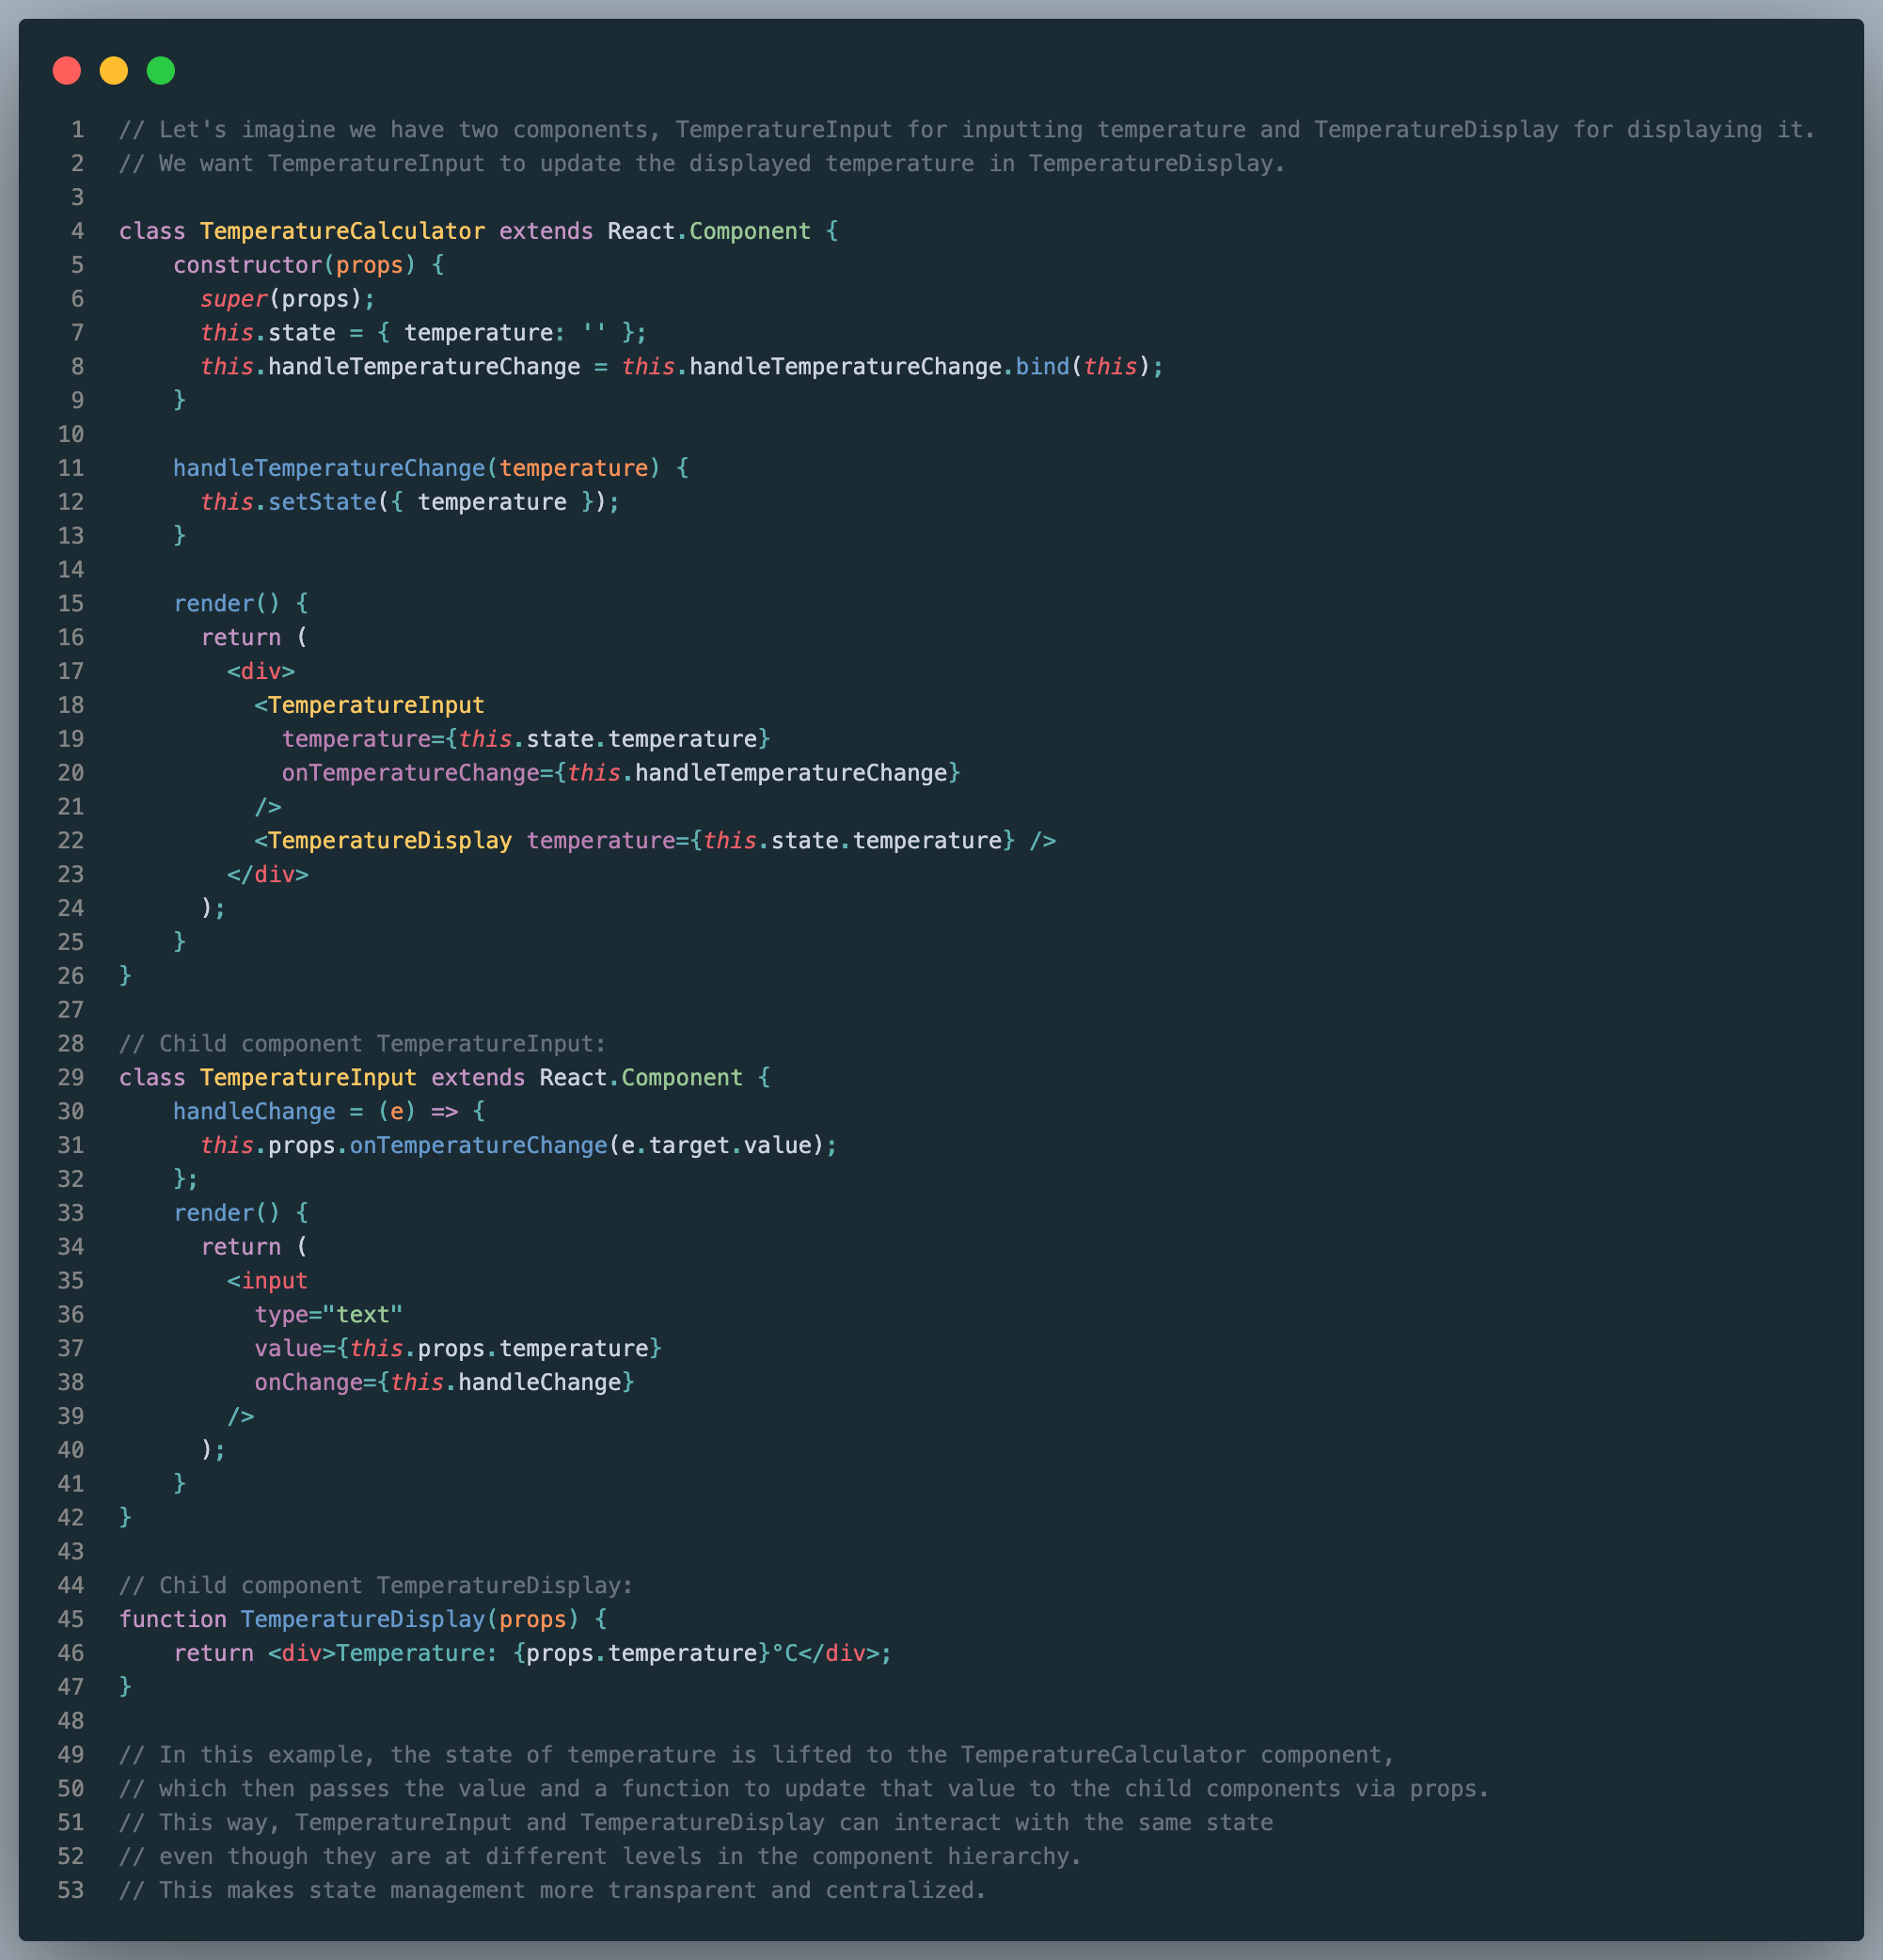 1 // Let's imagine we have two components, TemperatureInput for inputting temperature and TemperatureDisplay for displaying it.
2 // We want TemperatureInput to update the displayed temperature in TemperatureDisplay.
3
4 class TemperatureCalculator extends React.Component {
5     constructor(props) {
6       super(props);
7       this.state = { temperature: '' };
8       this.handleTemperatureChange = this.handleTemperatureChange.bind(this);
9     }
10
11     handleTemperatureChange(temperature) {
12       this.setState({ temperature });
13     }
14
15     render() {
16       return (
17         <div>
18           <TemperatureInput
19             temperature={this.state.temperature}
20             onTemperatureChange={this.handleTemperatureChange}
21           />
22           <TemperatureDisplay temperature={this.state.temperature} />
23         </div>
24       );
25     }
26 }
27
28 // Child component TemperatureInput:
29 class TemperatureInput extends React.Component {
30     handleChange = (e) => {
31       this.props.onTemperatureChange(e.target.value);
32     };
33     render() {
34       return (
35         <input
36           type="text"
37           value={this.props.temperature}
38           onChange={this.handleChange}
39         />
40       );
41     }
42 }
43
44 // Child component TemperatureDisplay:
45 function TemperatureDisplay(props) {
46     return <div>Temperature: {props.temperature}°C</div>;
47 }
48
49 // In this example, the state of temperature is lifted to the TemperatureCalculator component,
50 // which then passes the value and a function to update that value to the child components via props.
51 // This way, TemperatureInput and TemperatureDisplay can interact with the same state
52 // even though they are at different levels in the component hierarchy.
53 // This makes state management more transparent and centralized.